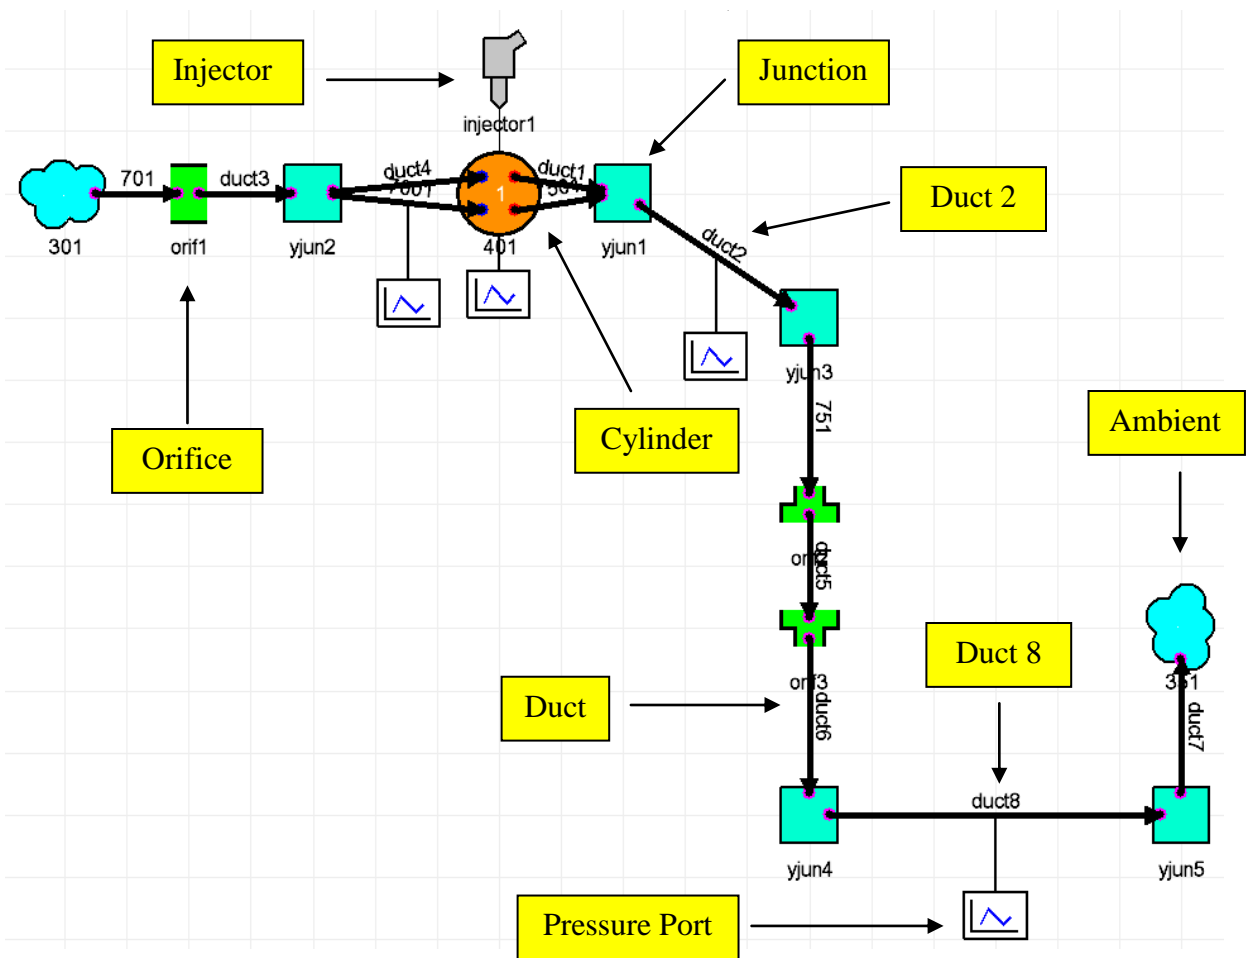 Injector
Junction
injector1
Duct 2
701
duct3
duct4
1
duct1
duct2
301
orif1
yjun2
401
yjun1
yjun3
Orifice
Cylinder
751
Ambient
duct5
Duct 8
Duct
duct6
duct7
duct8
yjun4
yjun5
Pressure Port